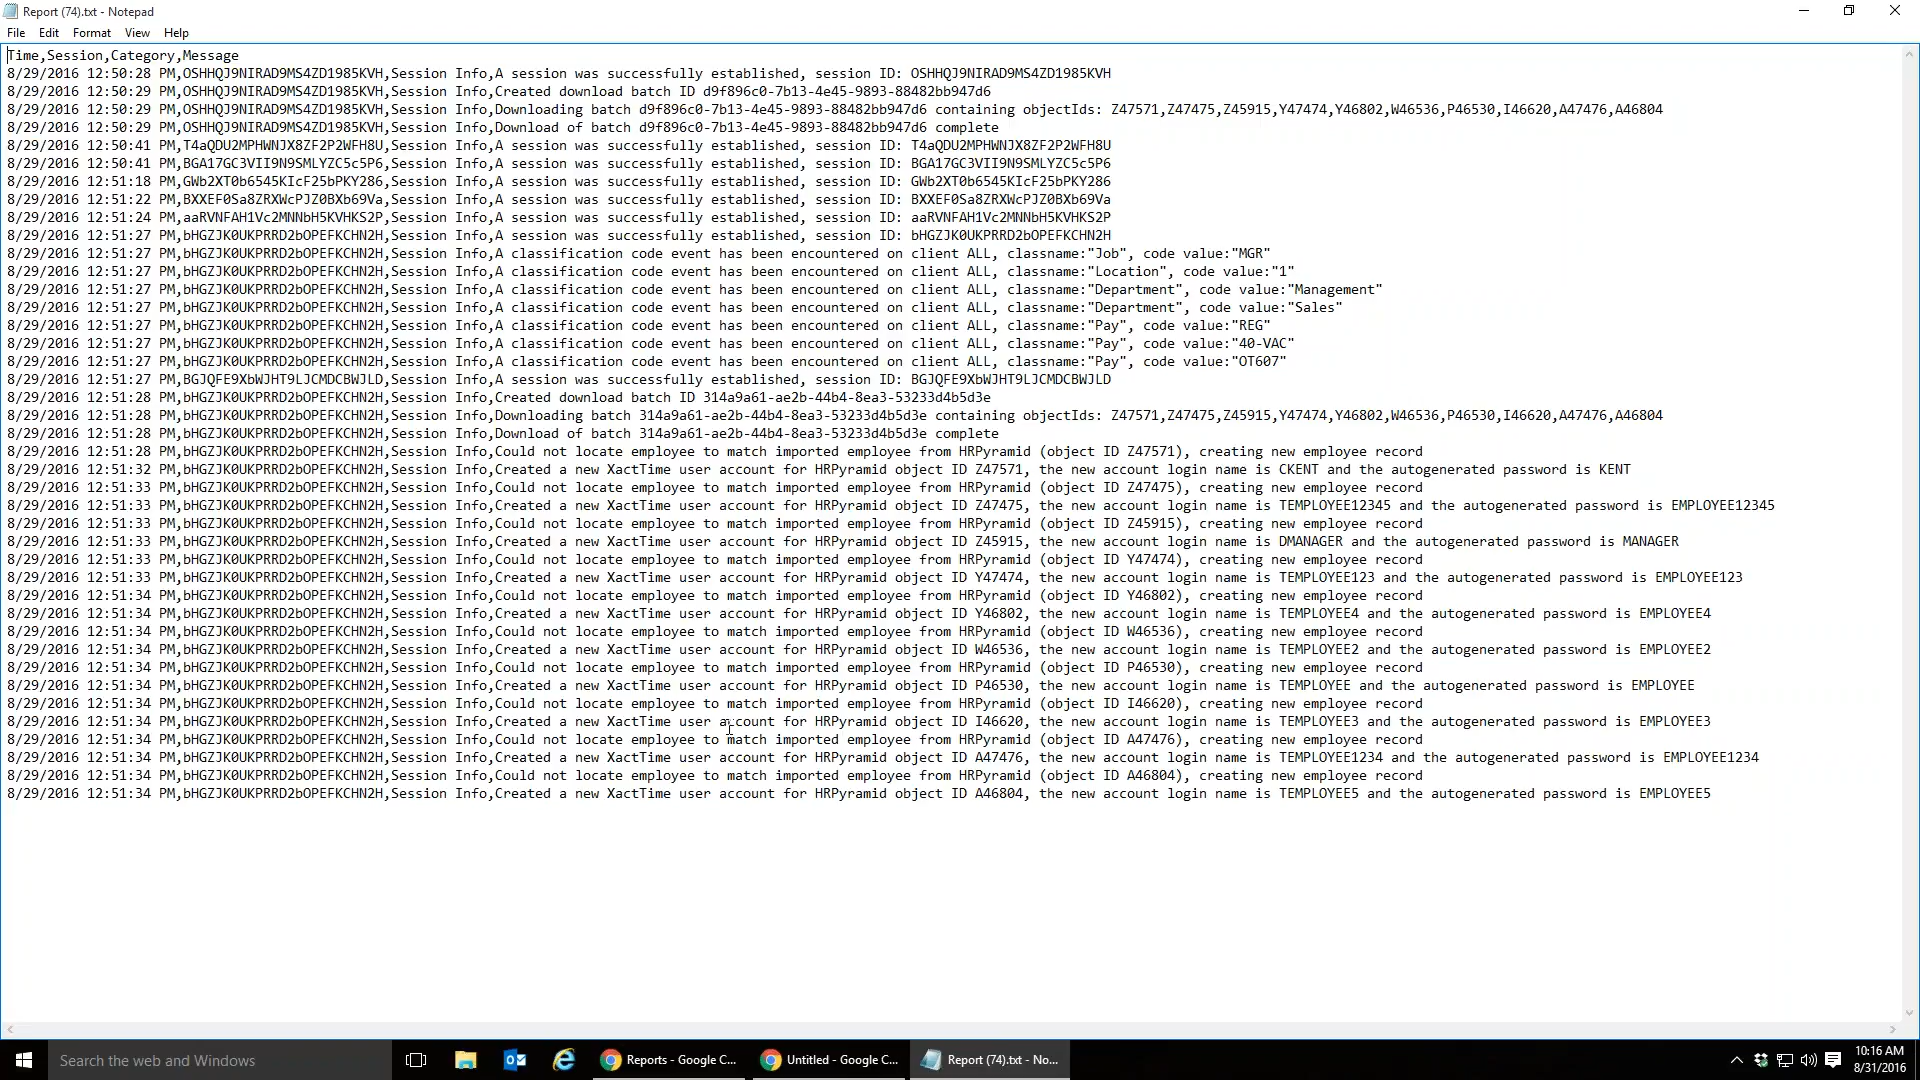 Report (74).txt - Notepad
File Edit Format View Help
Time,Session,Category,Message
8/29/2016 12:50:28 PM,OSHHQJ9NIRAD9MS4ZD1985KVH,Session Info,A session was successfully established, session ID: OSHHQJ9NIRAD9MS4ZD1985KVH
8/29/2016 12:50:29 PM,OSHHQJ9NIRAD9MS4ZD1985KVH,Session Info,Created download batch ID d9f896c0-7b13-4e45-9893-88482bb947d6
8/29/2016 12:50:29 PM,OSHHQJ9NIRAD9MS4ZD1985KVH,Session Info,Downloading batch d9f896c0-7b13-4e45-9893-88482bb947d6 containing objectIds: Z47571,Z47475,Z45915,Y47474,Y46802,W46536,P46530,I46620,A47476,A46804
8/29/2016 12:50:29 PM,OSHHQJ9NIRAD9MS4ZD1985KVH,Session Info,Download of batch d9f896c0-7b13-4e45-9893-88482bb947d6 complete
8/29/2016 12:50:41 PM,T4aQDU2MPHWNJX8ZF2P2WFH8U,Session Info,A session was successfully established, session ID: T4aQDU2MPHWNJX8ZF2P2WFH8U
8/29/2016 12:50:41 PM,BGA17GC3VII9N9SMLYZC5c5P6,Session Info,A session was successfully established, session ID: BGA17GC3VII9N9SMLYZC5c5P6
8/29/2016 12:51:18 PM,GWb2XT0b6545KIcF25bPKY286,Session Info,A session was successfully established, session ID: GWb2XT0b6545KIcF25bPKY286
8/29/2016 12:51:22 PM,BXXEF0Sa8ZRXWcPJZ0BXb69Va,Session Info,A session was successfully established, session ID: BXXEF0Sa8ZRXWcPJZ0BXb69Va
8/29/2016 12:51:24 PM,aaRVNFAH1Vc2MNNbH5KVHKS2P,Session Info,A session was successfully established, session ID: aaRVNFAH1Vc2MNNbH5KVHKS2P
8/29/2016 12:51:27 PM,bHGZJK0UKPRRD2bOPEFKCHN2H,Session Info,A session was successfully established, session ID: bHGZJK0UKPRRD2bOPEFKCHN2H
8/29/2016 12:51:27 PM,bHGZJK0UKPRRD2bOPEFKCHN2H,Session Info,A classification code event has been encountered on client ALL, classname:"Job", code value:"MGR"
8/29/2016 12:51:27 PM,bHGZJK0UKPRRD2bOPEFKCHN2H,Session Info,A classification code event has been encountered on client ALL, classname:"Location", code value:"1"
8/29/2016 12:51:27 PM,bHGZJK0UKPRRD2bOPEFKCHN2H,Session Info,A classification code event has been encountered on client ALL, classname:"Department", code value:"Management"
8/29/2016 12:51:27 PM,bHGZJK0UKPRRD2bOPEFKCHN2H,Session Info,A classification code event has been encountered on client ALL, classname:"Department", code value:"Sales"
8/29/2016 12:51:27 PM,bHGZJK0UKPRRD2bOPEFKCHN2H,Session Info,A classification code event has been encountered on client ALL, classname:"Pay", code value:"REG"
8/29/2016 12:51:27 PM,bHGZJK0UKPRRD2bOPEFKCHN2H,Session Info,A classification code event has been encountered on client ALL, classname:"Pay", code value:"40-VAC"
8/29/2016 12:51:27 PM,bHGZJK0UKPRRD2bOPEFKCHN2H,Session Info,A classification code event has been encountered on client ALL, classname:"Pay", code value:"OT607"
8/29/2016 12:51:27 PM,BGJQFE9XbWJHT9LJCMDCBWJLD,Session Info,A session was successfully established, session ID: BGJQFE9XbWJHT9LJCMDCBWJLD
8/29/2016 12:51:28 PM,bHGZJK0UKPRRD2bOPEFKCHN2H,Session Info,Created download batch ID 314a9a61-ae2b-44b4-8ea3-53233d4b5d3e
8/29/2016 12:51:28 PM,bHGZJK0UKPRRD2bOPEFKCHN2H,Session Info,Downloading batch 314a9a61-ae2b-44b4-8ea3-53233d4b5d3e containing objectIds: Z47571,Z47475,Z45915,Y47474,Y46802,W46536,P46530,I46620,A47476,A46804
8/29/2016 12:51:28 PM,bHGZJK0UKPRRD2bOPEFKCHN2H,Session Info,Download of batch 314a9a61-ae2b-44b4-8ea3-53233d4b5d3e complete
8/29/2016 12:51:28 PM,bHGZJK0UKPRRD2bOPEFKCHN2H,Session Info,Could not locate employee to match imported employee from HRPyramid (object ID Z47571), creating new employee record
8/29/2016 12:51:32 PM,bHGZJK0UKPRRD2bOPEFKCHN2H,Session Info,Created a new XactTime user account for HRPyramid object ID Z47571, the new account login name is CKENT and the autogenerated password is KENT
8/29/2016 12:51:33 PM,bHGZJK0UKPRRD2bOPEFKCHN2H,Session Info,Could not locate employee to match imported employee from HRPyramid (object ID Z47475), creating new employee record
8/29/2016 12:51:33 PM,bHGZJK0UKPRRD2bOPEFKCHN2H,Session Info,Created a new XactTime user account for HRPyramid object ID Z47475, the new account login name is TEMPLOYEE12345 and the autogenerated password is EMPLOYEE12345
8/29/2016 12:51:33 PM,bHGZJK0UKPRRD2bOPEFKCHN2H,Session Info,Could not locate employee to match imported employee from HRPyramid (object ID Z45915), creating new employee record
8/29/2016 12:51:33 PM,bHGZJK0UKPRRD2bOPEFKCHN2H,Session Info,Created a new XactTime user account for HRPyramid object ID Z45915, the new account login name is DMANAGER and the autogenerated password is MANAGER
8/29/2016 12:51:33 PM,bHGZJK0UKPRRD2bOPEFKCHN2H,Session Info,Could not locate employee to match imported employee from HRPyramid (object ID Y47474), creating new employee record
8/29/2016 12:51:33 PM,bHGZJK0UKPRRD2bOPEFKCHN2H,Session Info,Created a new XactTime user account for HRPyramid object ID Y47474, the new account login name is TEMPLOYEE123 and the autogenerated password is EMPLOYEE123
8/29/2016 12:51:34 PM,bHGZJK0UKPRRD2bOPEFKCHN2H,Session Info,Could not locate employee to match imported employee from HRPyramid (object ID Y46802), creating new employee record
8/29/2016 12:51:34 PM,bHGZJK0UKPRRD2bOPEFKCHN2H,Session Info,Created a new XactTime user account for HRPyramid object ID Y46802, the new account login name is TEMPLOYEE4 and the autogenerated password is EMPLOYEE4
8/29/2016 12:51:34 PM,bHGZJK0UKPRRD2bOPEFKCHN2H,Session Info,Could not locate employee to match imported employee from HRPyramid (object ID W46536), creating new employee record
8/29/2016 12:51:34 PM,bHGZJK0UKPRRD2bOPEFKCHN2H,Session Info,Created a new XactTime user account for HRPyramid object ID W46536, the new account login name is TEMPLOYEE2 and the autogenerated password is EMPLOYEE2
8/29/2016 12:51:34 PM,bHGZJK0UKPRRD2bOPEFKCHN2H,Session Info,Could not locate employee to match imported employee from HRPyramid (object ID P46530), creating new employee record
8/29/2016 12:51:34 PM,bHGZJK0UKPRRD2bOPEFKCHN2H,Session Info,Created a new XactTime user account for HRPyramid object ID P46530, the new account login name is TEMPLOYEE and the autogenerated password is EMPLOYEE
8/29/2016 12:51:34 PM,bHGZJK0UKPRRD2bOPEFKCHN2H,Session Info,Could not locate employee to match imported employee from HRPyramid (object ID I46620), creating new employee record
8/29/2016 12:51:34 PM,bHGZJK0UKPRRD2bOPEFKCHN2H,Session Info,Created a new XactTime user account for HRPyramid object ID I46620, the new account login name is TEMPLOYEE3 and the autogenerated password is EMPLOYEE3
8/29/2016 12:51:34 PM,bHGZJK0UKPRRD2bOPEFKCHN2H,Session Info,Could not locate employee to match imported employee from HRPyramid (object ID A47476), creating new employee record
8/29/2016 12:51:34 PM,bHGZJK0UKPRRD2bOPEFKCHN2H,Session Info,Created a new XactTime user account for HRPyramid object ID A47476, the new account login name is TEMPLOYEE1234 and the autogenerated password is EMPLOYEE1234
8/29/2016 12:51:34 PM,bHGZJK0UKPRRD2bOPEFKCHN2H,Session Info,Could not locate employee to match imported employee from HRPyramid (object ID A46804), creating new employee record
8/29/2016 12:51:34 PM,bHGZJK0UKPRRD2bOPEFKCHN2H,Session Info,Created a new XactTime user account for HRPyramid object ID A46804, the new account login name is TEMPLOYEE5 and the autogenerated password is EMPLOYEE5
Search the web and Windows
Reports - Google C...
Untitled - Google C...
Report (74).txt - No...
10:16 AM
8/31/2016